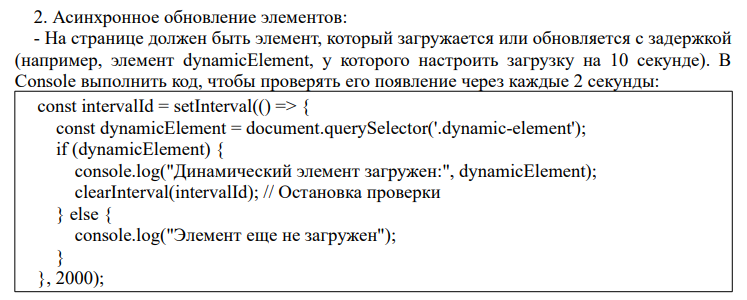 2. Асинхронное обновление элементов:
- На странице должен быть элемент, который загружается или обновляется с задержкой
(например, элемент dynamicElement, у которого настроить загрузку на 10 секунде). В
Console выполнить код, чтобы проверять его появление через каждые 2 секунды:
const intervalId = setInterval(() => {
const dynamicElement = document.querySelector('.dynamic-element');
if (dynamicElement) {
console.log("Динамический элемент загружен:", dynamicElement);
clearInterval(intervalId); // Остановка проверки
} else {
console.log("Элемент еще не загружен");
}
}, 2000);